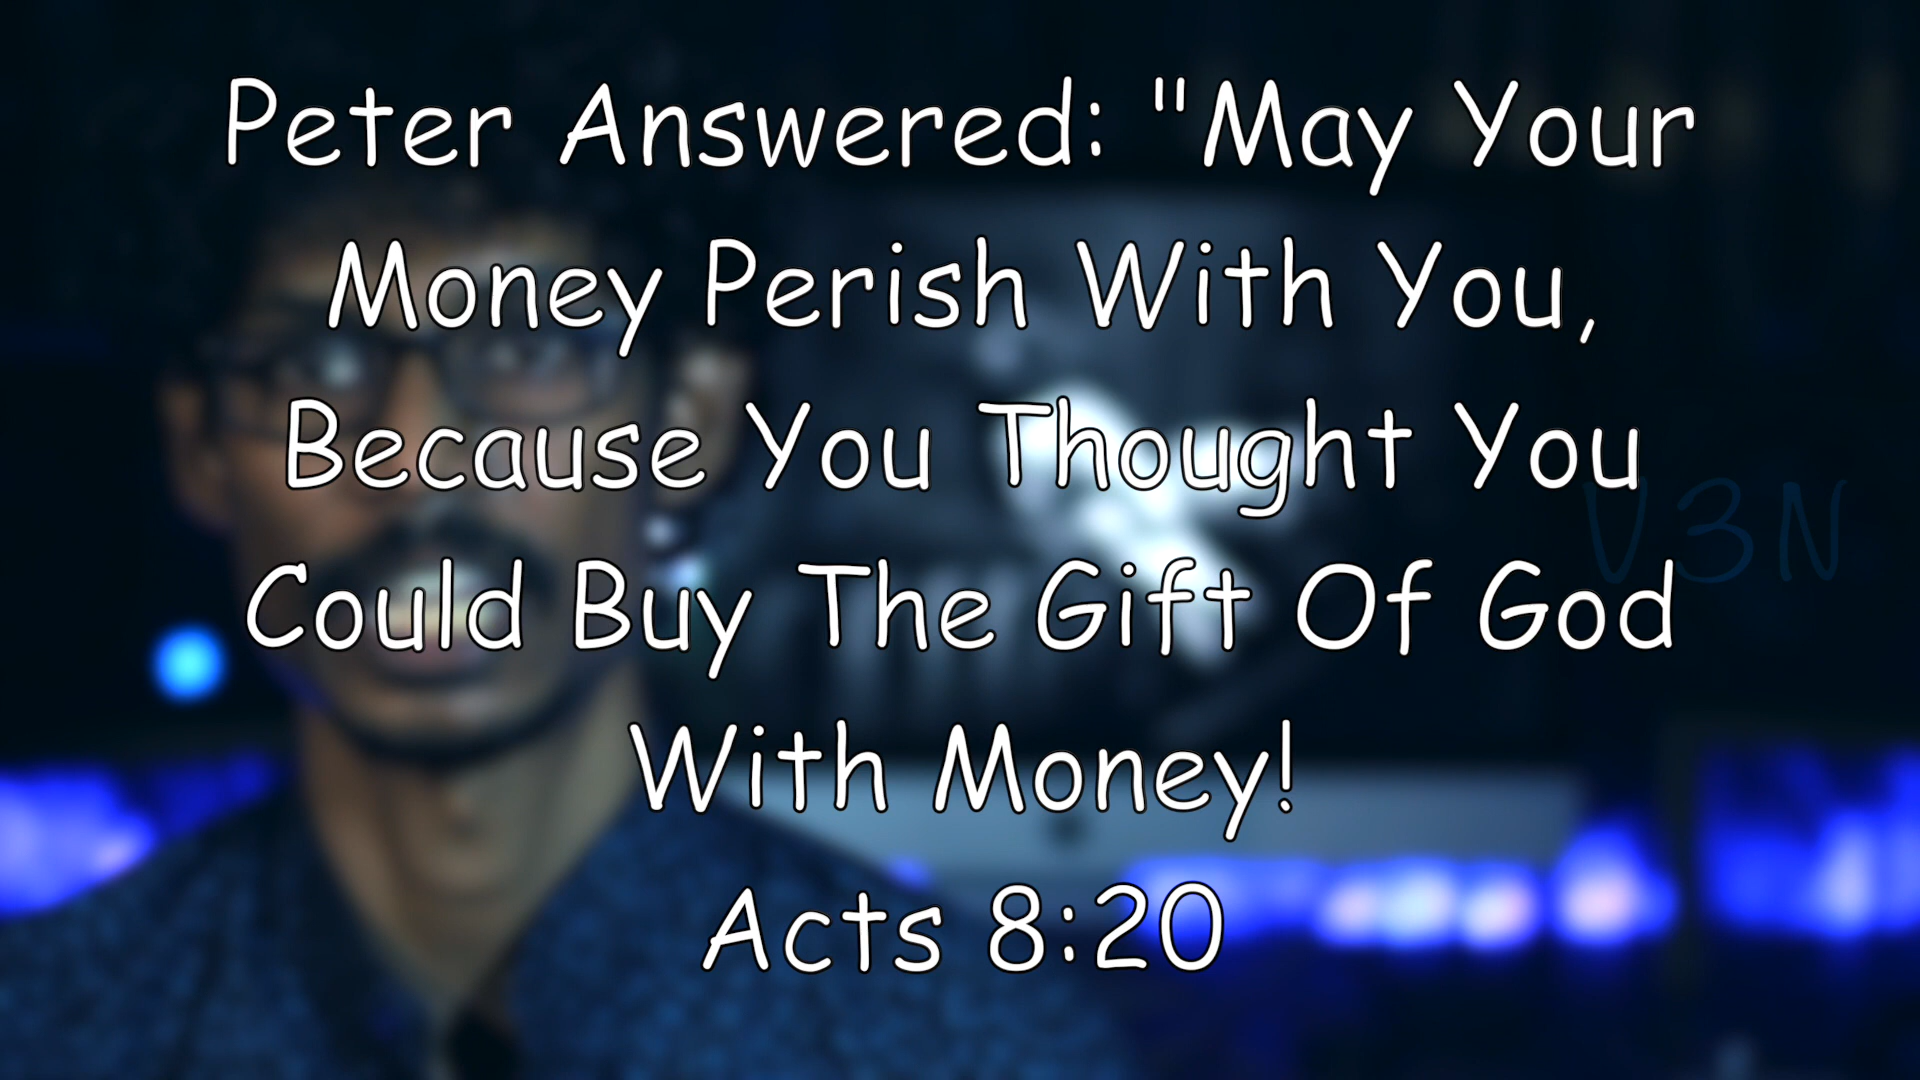 Peter Answered: "May Your
Money Perish With You,
Because You Thought You
Could Buy The Gift Of God
With Money!
Acts 8:20
V3N